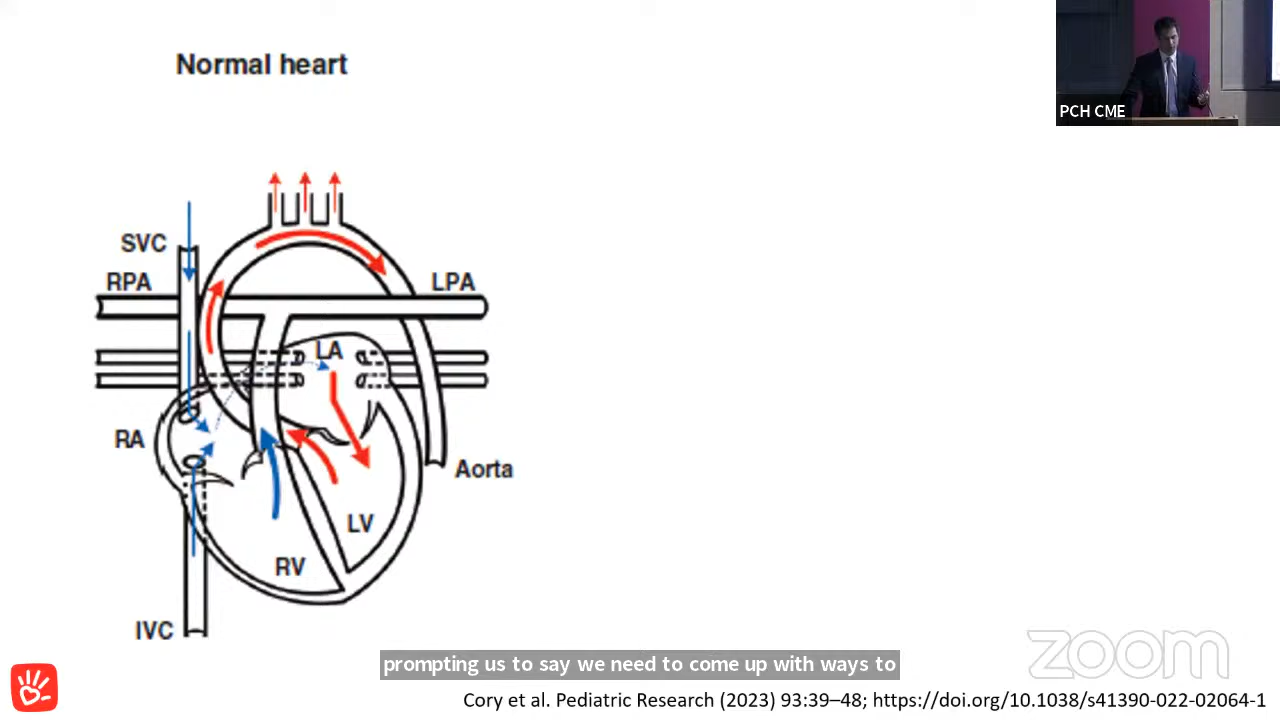 Normal heart
PCH CME
SVC
RPA
LPA
LA
RA
Aorta
LV
RV
IVC
prompting us to say we need to come up with ways to
zoom
Cory et al. Pediatric Research (2023) 93:39–48; https://doi.org/10.1038/s41390-022-02064-1